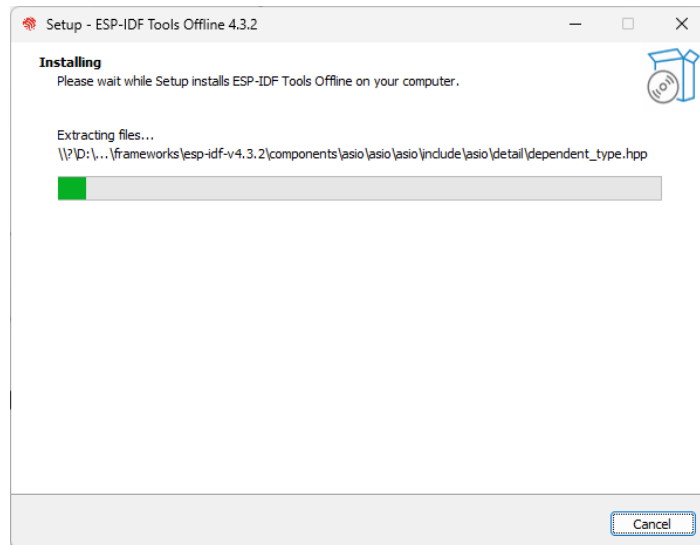 Setup - ESP-IDF Tools Offline 4.3.2
Installing
Please wait while Setup installs ESP-IDF Tools Offline on your computer.
Extracting files...
\\?\D:\...\frameworks\esp-idf-v4.3.2\components\asio\asio\asio\include\asio\detail\dependent_type.hpp
Cancel